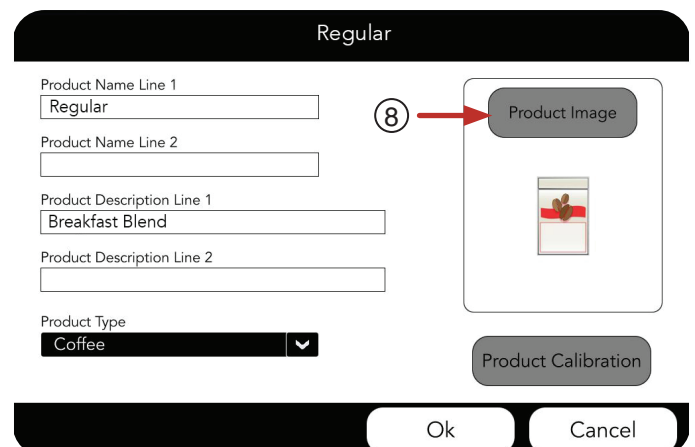 Regular
Product Name Line 1
Regular
Product Name Line 2
Product Description Line 1
Breakfast Blend
Product Description Line 2
Product Type
Coffee
8
Product Image
Product Calibration
Ok
Cancel